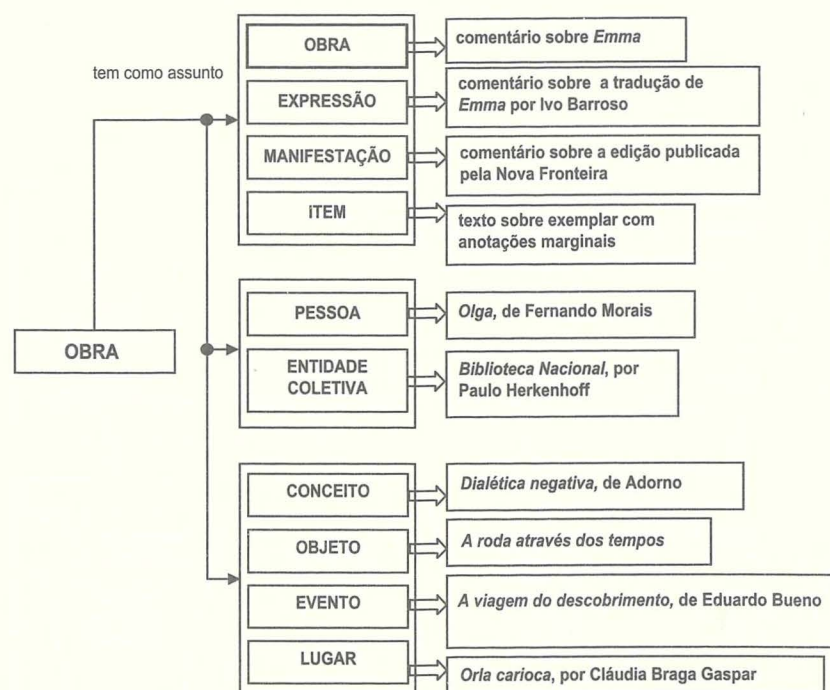 tem como assunto
OBRA
OBRA
comentário sobre Emma
EXPRESSÃO
comentário sobre a tradução de
Emma por Ivo Barroso
MANIFESTAÇÃO
comentário sobre a edição publicada
pela Nova Fronteira
iTEM
texto sobre exemplar com
anotações marginais
PESSOA
Olga, de Fernando Morais
ENTIDADE
COLETIVA
Biblioteca Nacional, por
Paulo Herkenhoff
CONCEITO
Dialética negativa, de Adorno
OBJETO
A roda através dos tempos
EVENTO
A viagem do descobrimento, de Eduardo Bueno
LUGAR
Orla carioca, por Cláudia Braga Gaspar